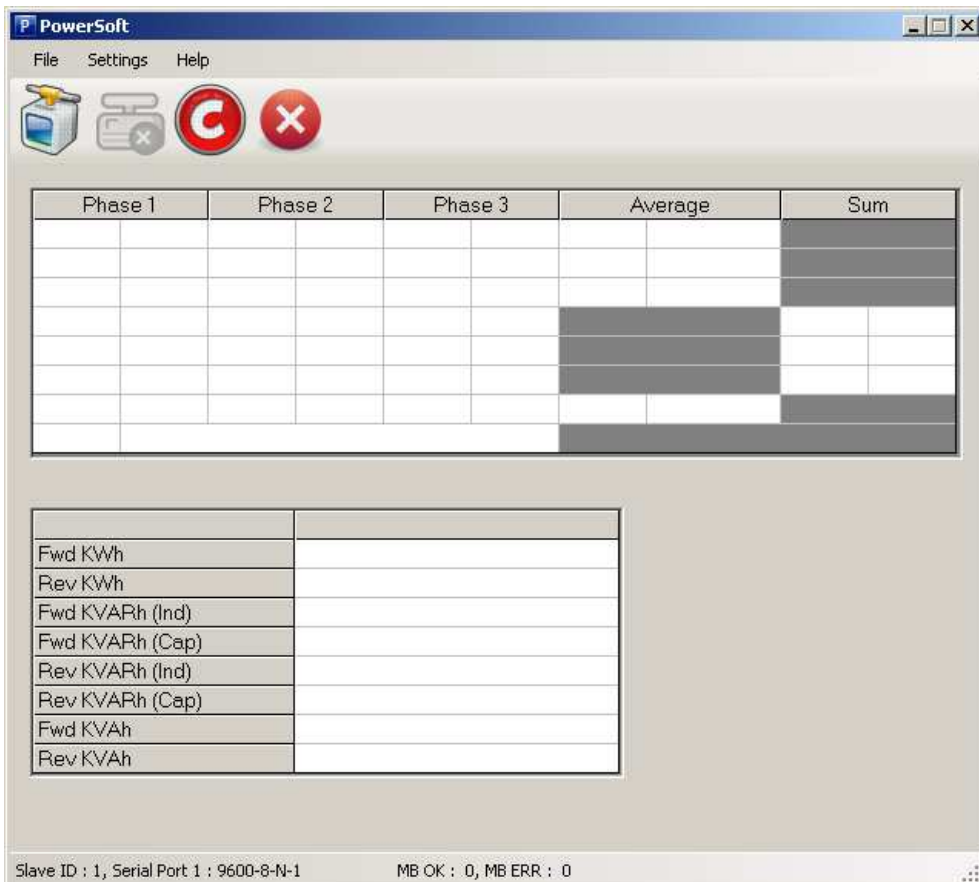 PowerSoft
File Settings Help
Phase 1 Phase 2 Phase 3 Average Sum
Fwd KWh
Rev KWh
Fwd KVARh (Ind)
Fwd KVARh (Cap)
Rev KVARh (Ind)
Rev KVARh (Cap)
Fwd KVAh
Rev KVAh
Slave ID : 1, Serial Port 1 : 9600-8-N-1 MB OK : 0, MB ERR : 0